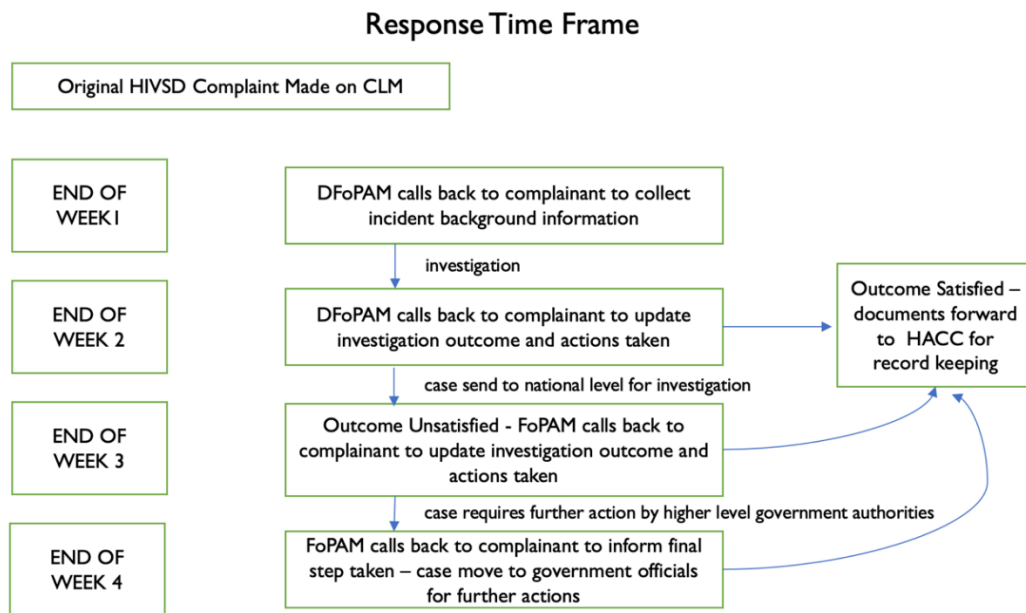 Response Time Frame
Original HIVSD Complaint Made on CLM
END OF
WEEK1
DFoPAM calls back to complainant to collect
incident background information
investigation
END OF
WEEK 2
DFoPAM calls back to complainant to update
investigation outcome and actions taken
Outcome Satisfied –
documents forward
to HACC for
record keeping
case send to national level for investigation
END OF
WEEK 3
Outcome Unsatisfied - FoPAM calls back to
complainant to update investigation outcome and
actions taken
case requires further action by higher level government authorities
END OF
WEEK 4
FoPAM calls back to complainant to inform final
step taken – case move to government officials
for further actions